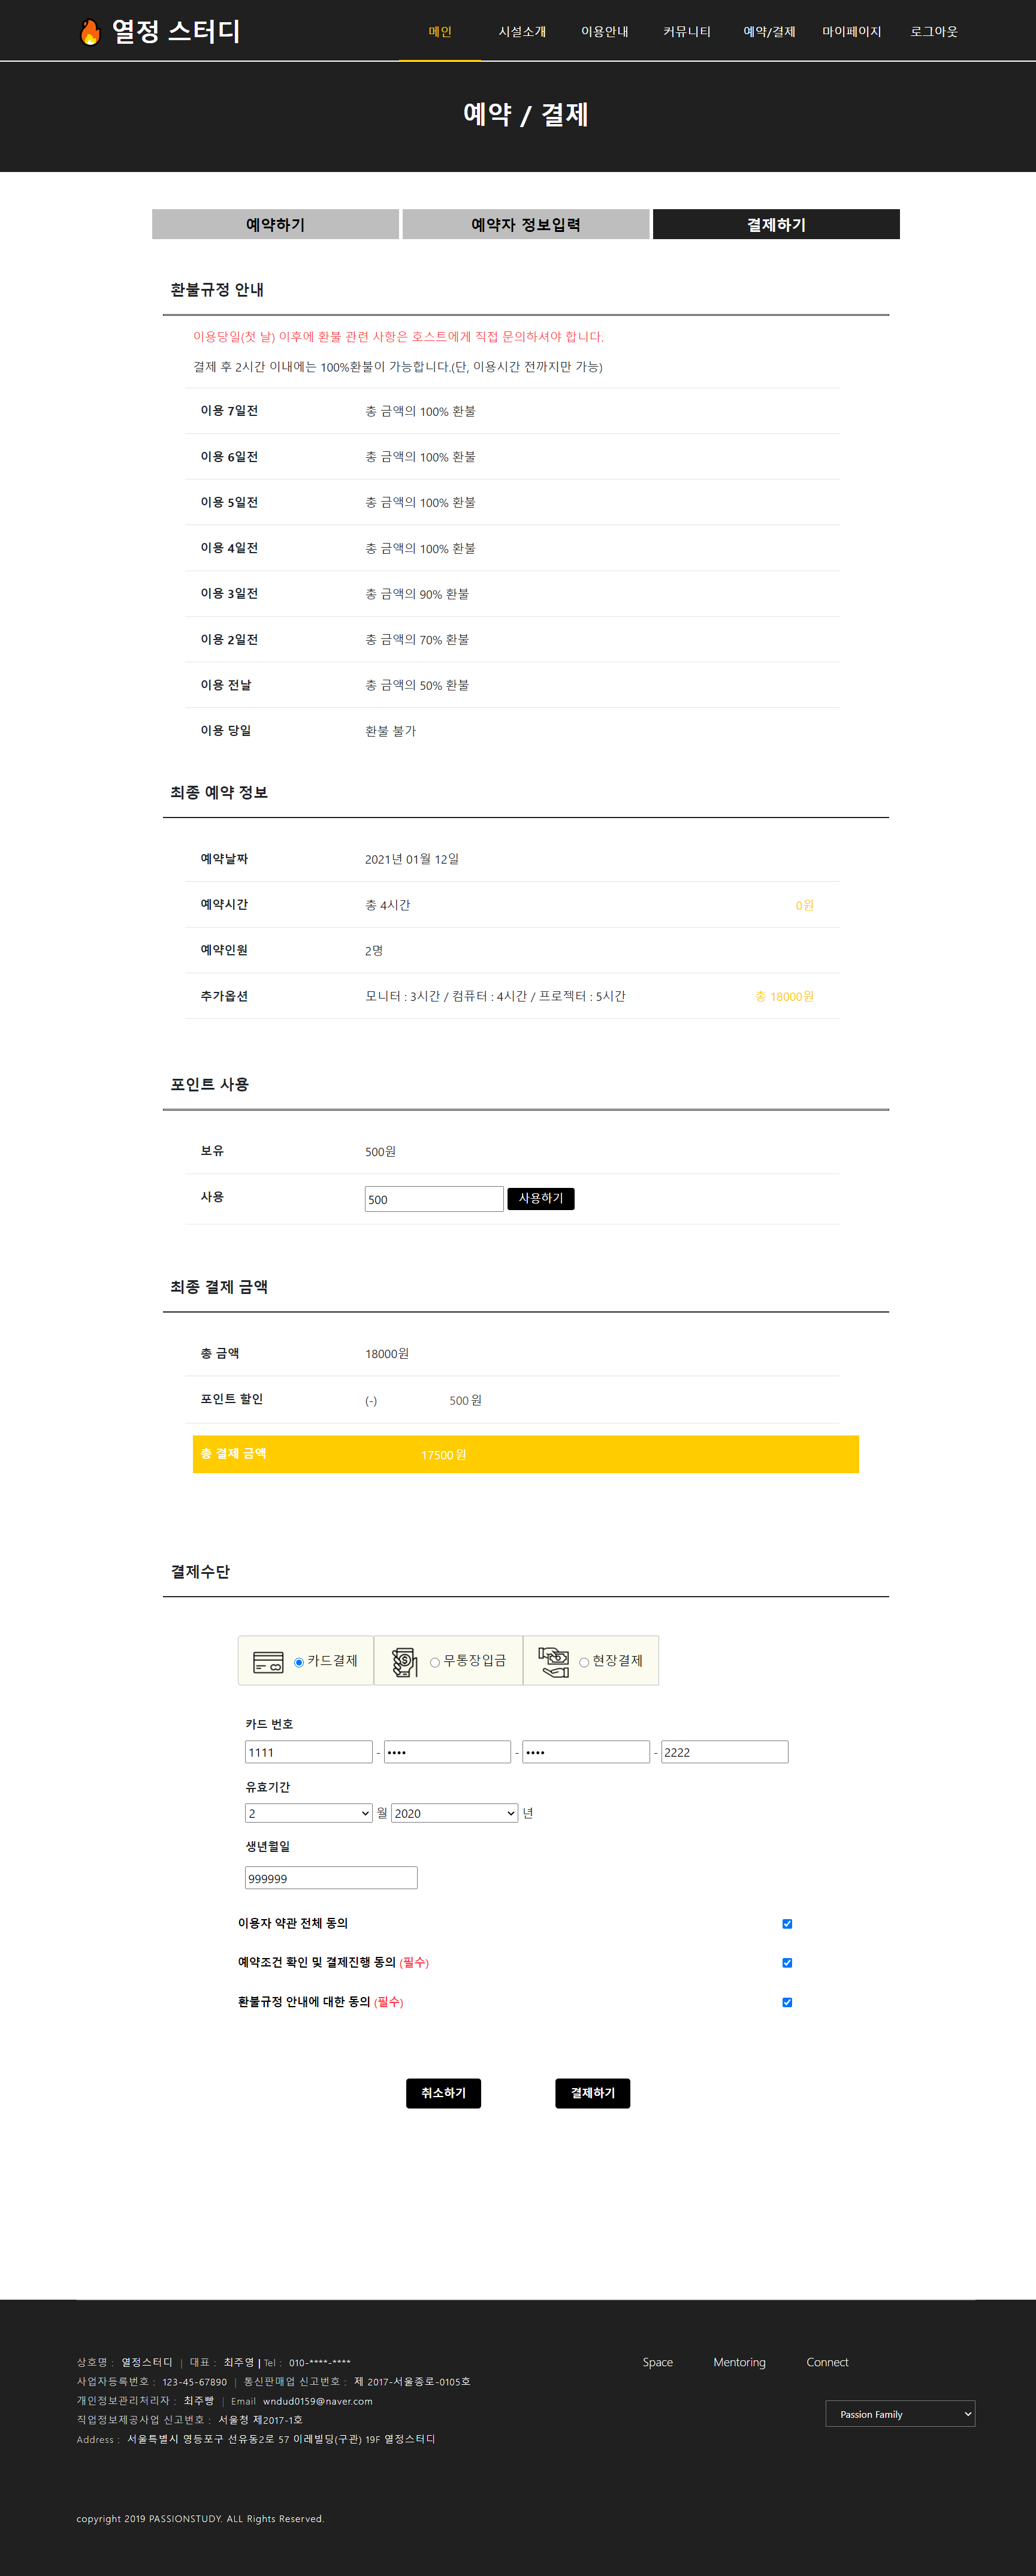 열정 스터디
메인 시설소개 이용안내 커뮤니티 예약/결제 마이페이지 로그아웃
예약 / 결제
예약하기 예약자 정보입력 결제하기
환불규정 안내
이용당일(첫 날) 이후에 환불 관련 사항은 호스트에게 직접 문의하셔야 합니다.
결제 후 2시간 이내에는 100%환불이 가능합니다.(단, 이용시간 전까지만 가능)
이용 7일전 총 금액의 100% 환불
이용 6일전 총 금액의 100% 환불
이용 5일전 총 금액의 100% 환불
이용 4일전 총 금액의 100% 환불
이용 3일전 총 금액의 90% 환불
이용 2일전 총 금액의 70% 환불
이용 전날 총 금액의 50% 환불
이용 당일 환불 불가
최종 예약 정보
예약날짜 2021년 01월 12일
예약시간 총 4시간 0원
예약인원 2명
추가옵션 모니터 : 3시간 / 컴퓨터 : 4시간 / 프로젝터 : 5시간 총 18000원
포인트 사용
보유 500원
사용 500 사용하기
최종 결제 금액
총 금액 18000원
포인트 할인 (-) 500 원
총 결제 금액 17500 원
결제수단
카드결제 무통장입금 현장결제
카드 번호
1111 - •••• - •••• - 2222
유효기간
2 월 2020 년
생년월일
999999
이용자 약관 전체 동의
예약조건 확인 및 결제진행 동의 (필수)
환불규정 안내에 대한 동의 (필수)
취소하기 결제하기
상호명 : 열정스터디 | 대표 : 최주영 | Tel : 010-****-****
사업자등록번호 : 123-45-67890 | 통신판매업 신고번호 : 제 2017-서울종로-0105호
개인정보관리처리자 : 최주빵 | Email wndud0159@naver.com
직업정보제공사업 신고번호 : 서울청 제2017-1호
Address : 서울특별시 영등포구 선유동2로 57 이레빌딩(구관) 19F 열정스터디
Space Mentoring Connect
Passion Family
copyright 2019 PASSIONSTUDY. ALL Rights Reserved.